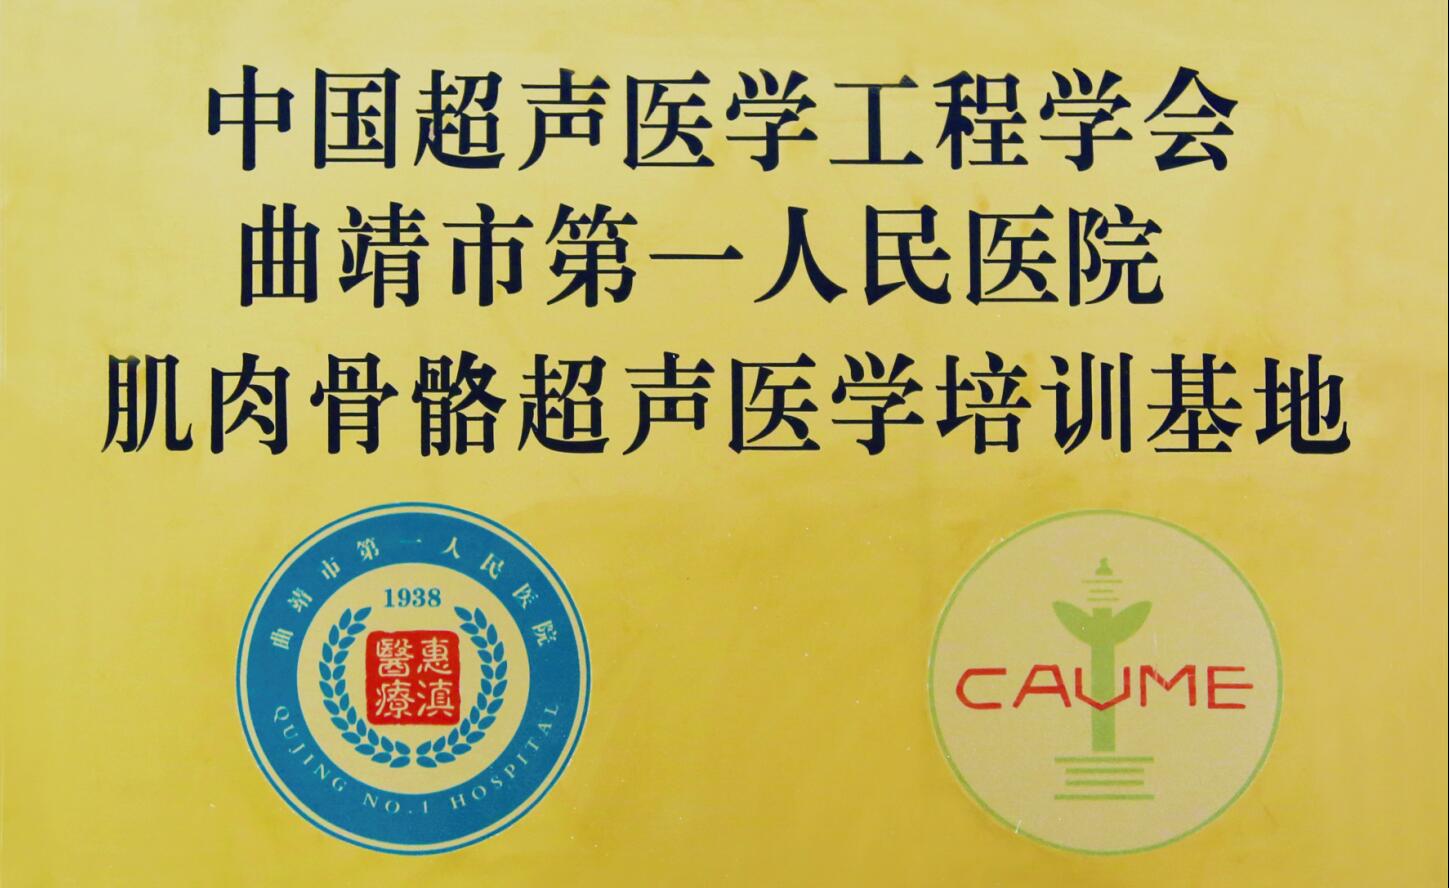 中国超声医学工程学会
曲靖市第一人民医院
肌肉骨骼超声医学培训基地
曲靖市第一人民医院
1938
惠滇
醫療
QUJING NO.1 HOSPITAL
CAUME